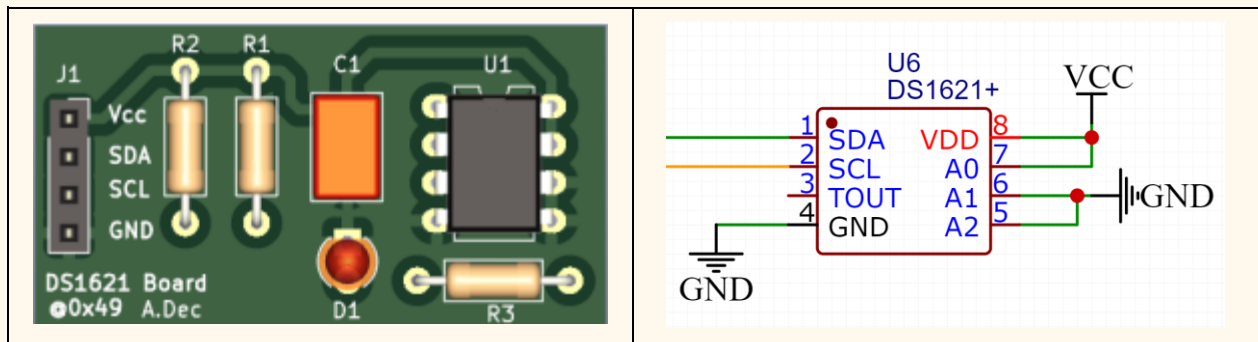 R2
R1
C1
U1
J1
Vcc
SDA
SCL
GND
DS1621 Board
@0x49 A.Dec
D1
R3
U6
DS1621+
VCC
1 SDA VDD 8
2 SCL A0 7
3 TOUT A1 6
4 GND A2 5
GND
GND